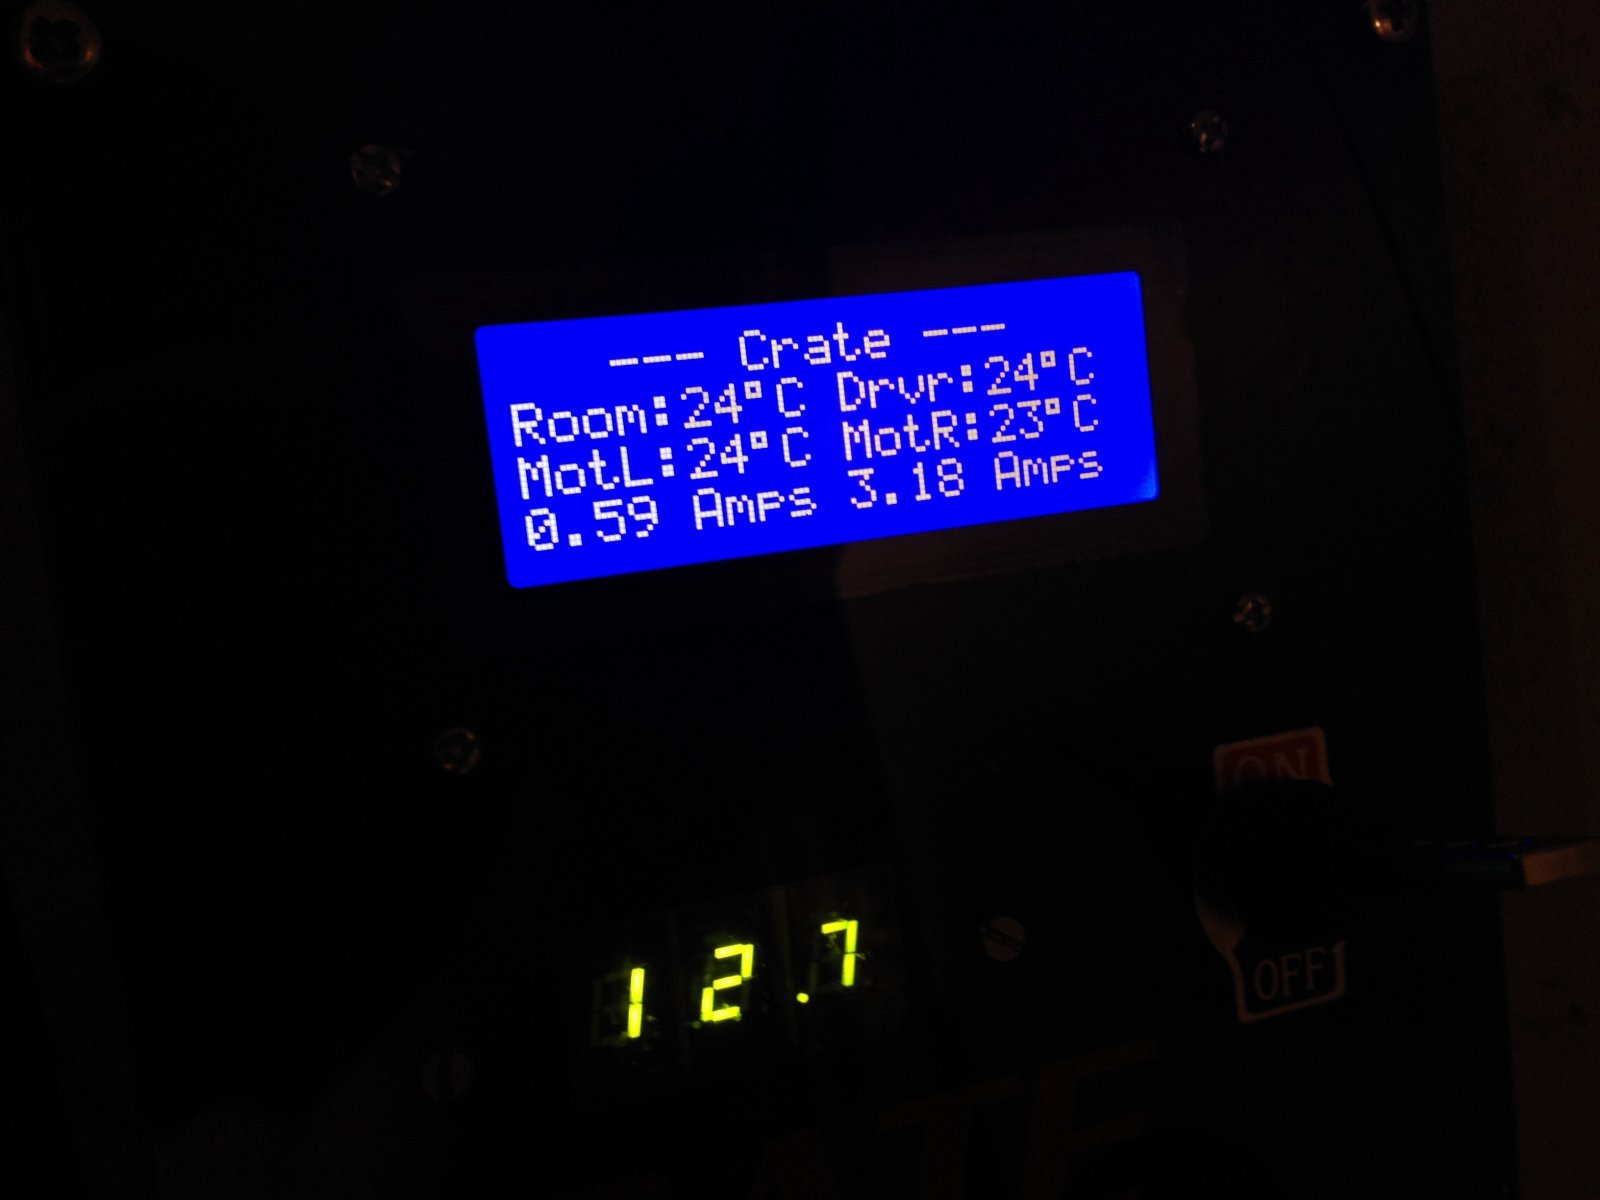 --- Crate ---
Room:24°C Drvr:24°C
MotL:24°C MotR:23°C
0.59 Amps 3.18 Amps
ON
12.7
OFF